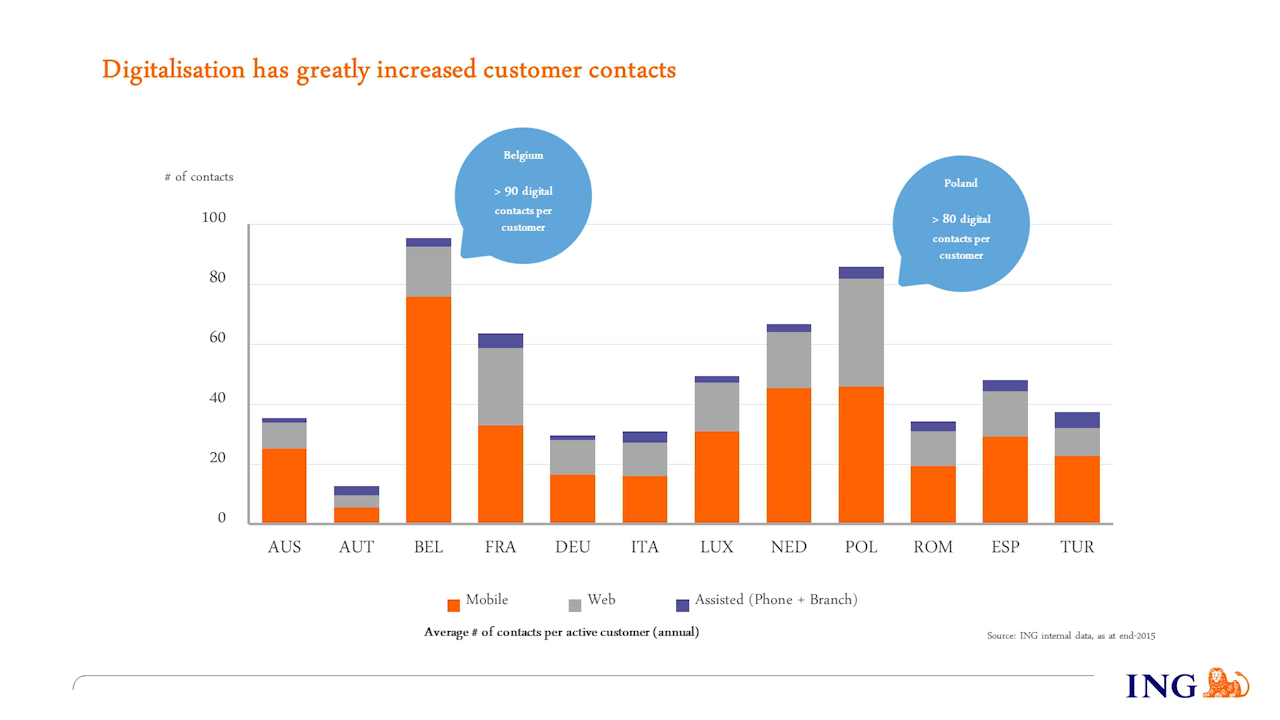 Digitalisation has greatly increased customer contacts
# of contacts
Belgium
> 90 digital
contacts per
customer
Poland
> 80 digital
contacts per
customer
100
80
60
40
20
0
AUS AUT BEL FRA DEU ITA LUX NED POL ROM ESP TUR
Mobile Web Assisted (Phone + Branch)
Average # of contacts per active customer (annual)
Source: ING internal data, as at end-2015
ING